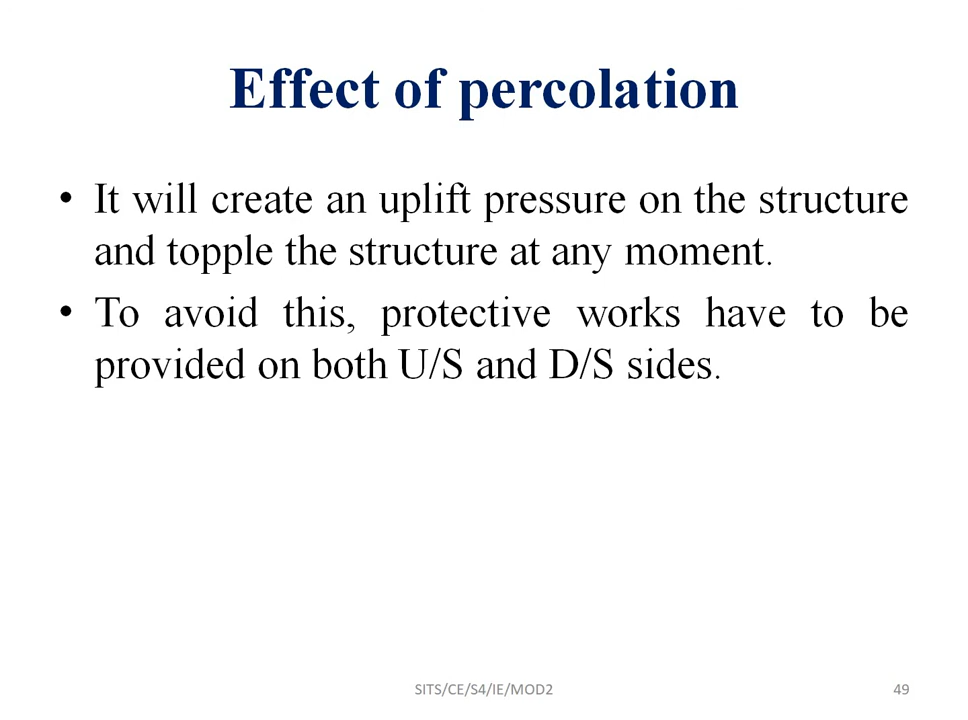 Effect of percolation
• It will create an uplift pressure on the structure
and topple the structure at any moment.
• To avoid this, protective works have to be
provided on both U/S and D/S sides.
SITS/CE/S4/IE/MOD2
49